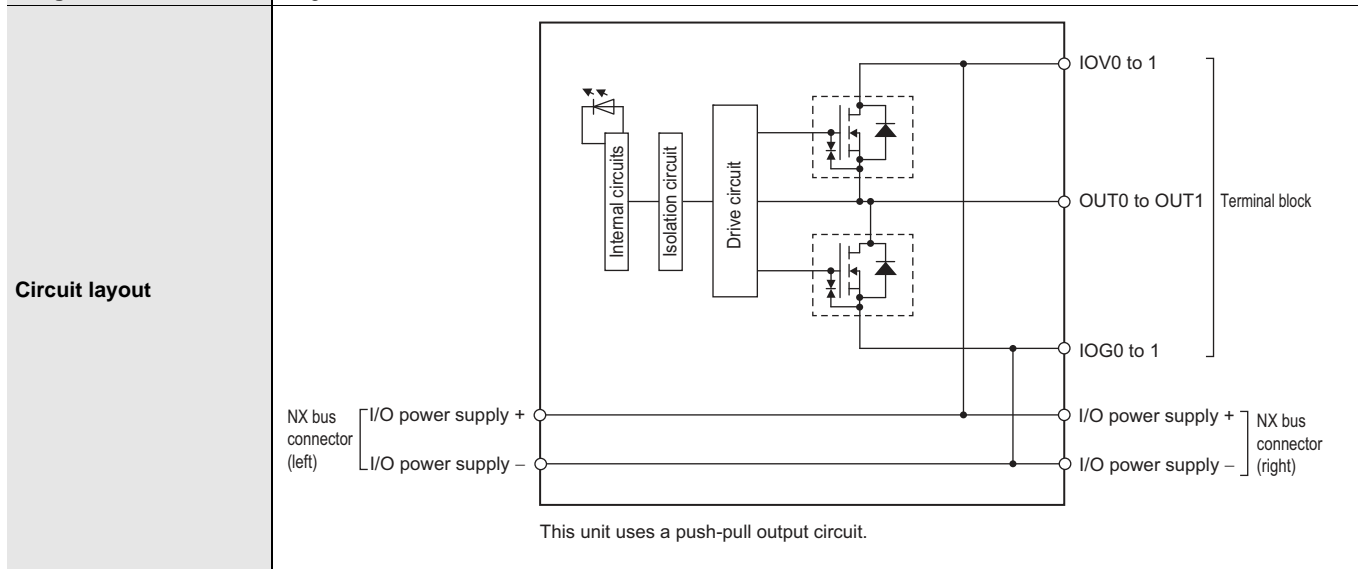 Circuit layout
Internal circuits
Isolation circuit
Drive circuit
IOV0 to 1
OUT0 to OUT1
Terminal block
IOG0 to 1
NX bus
connector
(left)
I/O power supply +
I/O power supply −
I/O power supply +
I/O power supply −
NX bus
connector
(right)
This unit uses a push-pull output circuit.